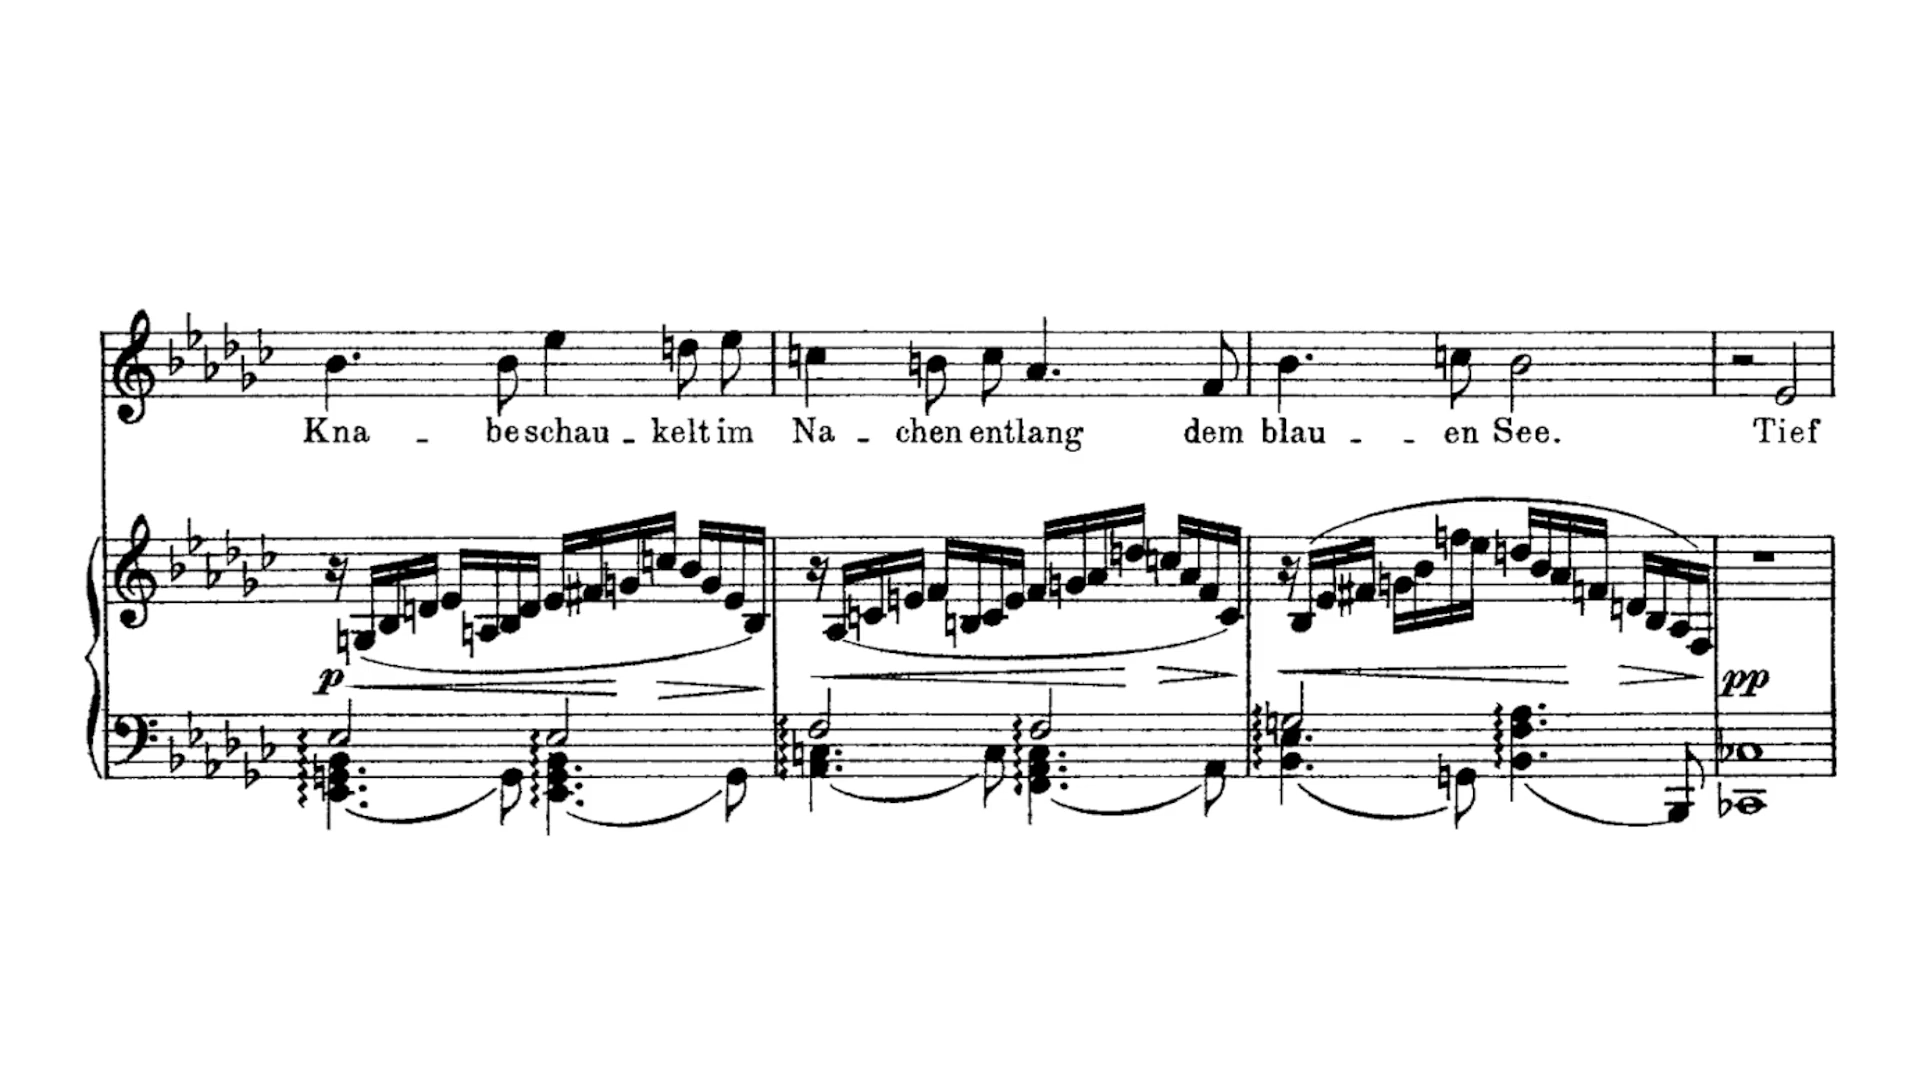 Kna - be schau - kelt im Na - chen entlang dem blau - - en See. Tief
p
pp